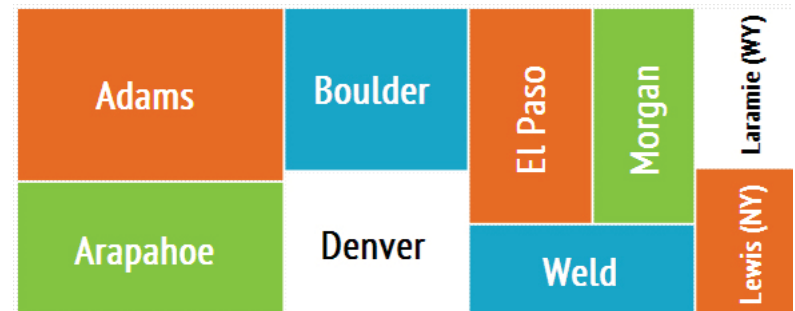 Adams
Boulder
El Paso
Morgan
Laramie (WY)
Arapahoe
Denver
Weld
Lewis (NY)